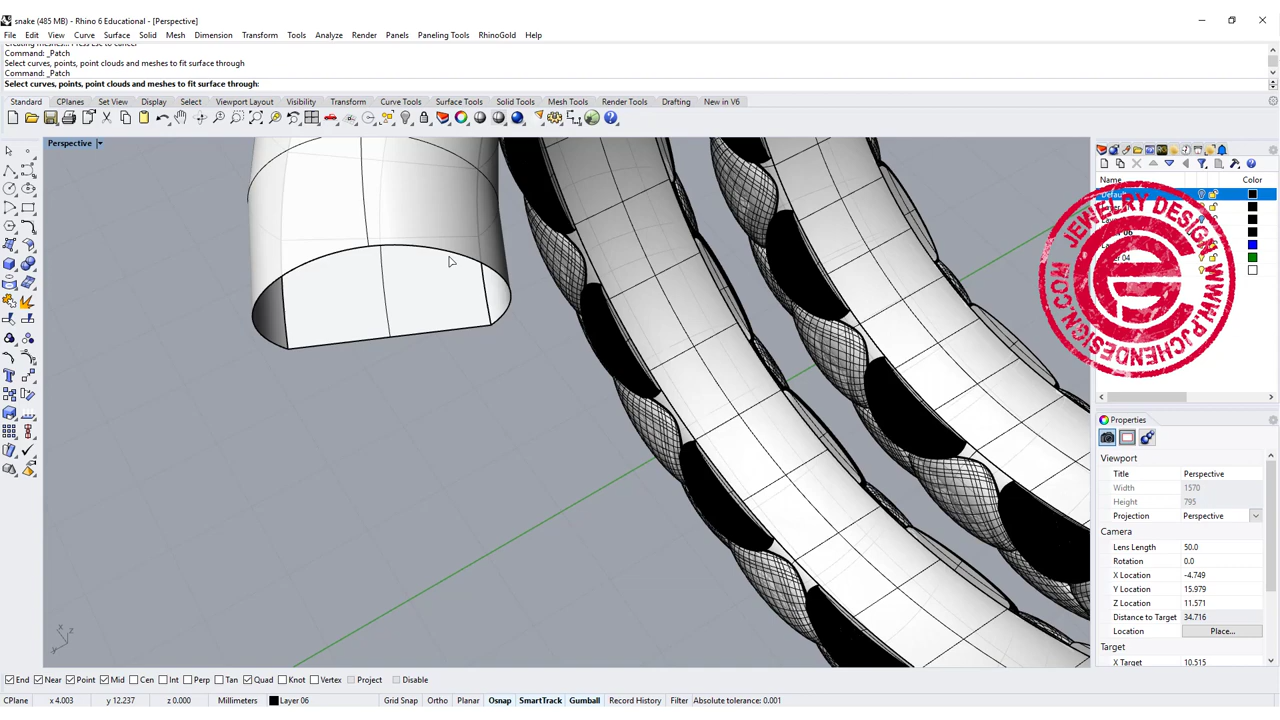 snake (485 MB) - Rhino 6 Educational - [Perspective]
File Edit View Curve Surface Solid Mesh Dimension Transform Tools Analyze Render Panels Paneling Tools RhinoGold Help
Creating meshes... Press Esc to cancel
Command: _Patch
Select curves, points, point clouds and meshes to fit surface through
Command: _Patch
Select curves, points, point clouds and meshes to fit surface through:
Standard CPlanes Set View Display Select Viewport Layout Visibility Transform Curve Tools Surface Tools Solid Tools Mesh Tools Render Tools Drafting New in V6
Perspective
Name Color
JEWELRY DESIGN
WWW.PJCHENDESIGN.COM
Properties
Viewport
Title Perspective
Width 1570
Height 795
Projection Perspective
Camera
Lens Length 50.0
Rotation 0.0
X Location -4.749
Y Location 15.979
Z Location 11.571
Distance to Target 34.716
Location Place...
Target
X Target 10.515
z
x
y
End Near Point Mid Cen Int Perp Tan Quad Knot Vertex Project Disable
CPlane x 4.003 y 12.237 z 0.000 Millimeters Layer 06 Grid Snap Ortho Planar Osnap SmartTrack Gumball Record History Filter Absolute tolerance: 0.001